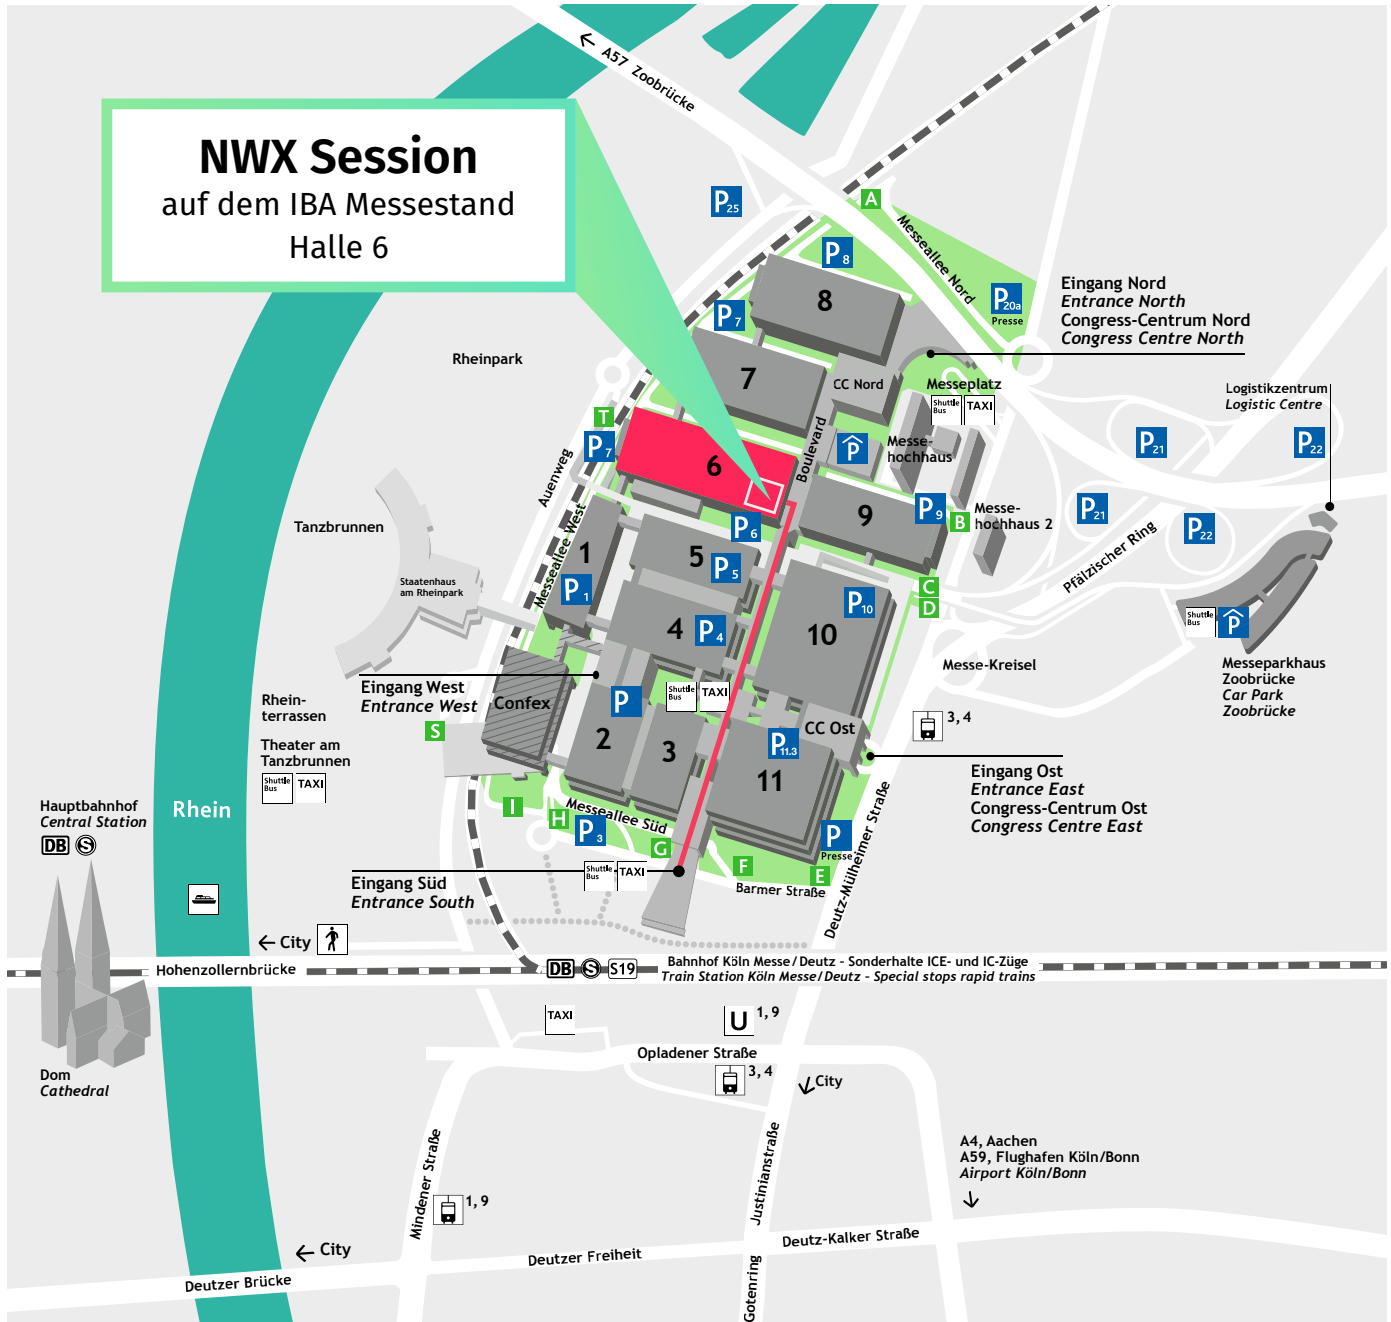 A57 Zoobrücke
NWX Session
auf dem IBA Messestand
Halle 6
P25
A
Messeallee Nord
P8
P20a
Presse
Eingang Nord
Entrance North
Congress-Centrum Nord
Congress Centre North
8
P7
Rheinpark
7
CC Nord
Messeplatz
Shuttle
Bus
TAXI
Logistikzentrum
Logistic Centre
T
P7
6
Boulevard
P
Messe-
hochhaus
P21
P22
Auenweg
Tanzbrunnen
Messeallee West
1
P6
9
P9
B
Messe-
hochhaus 2
P21
P22
Pfälzischer Ring
5
P5
Staatenhaus
am Rheinpark
P1
P10
C
D
4
P4
10
Shuttle
Bus
P
Messe-Kreisel
Messeparkhaus
Zoobrücke
Car Park
Zoobrücke
Eingang West
Entrance West
Shuttle
Bus
TAXI
P
Rhein-
terrassen
Confex
S
CC Ost
3, 4
2
3
P11.3
Theater am
Tanzbrunnen
Shuttle
Bus
TAXI
11
Eingang Ost
Entrance East
Congress-Centrum Ost
Congress Centre East
Hauptbahnhof
Central Station
DB S
Rhein
I
H
Messeallee Süd
P3
G
P
Presse
Deutz-Mülheimer Straße
Shuttle
Bus
TAXI
F
E
Eingang Süd
Entrance South
Barmer Straße
City
Hohenzollernbrücke
DB S S19
Bahnhof Köln Messe/Deutz - Sonderhalte ICE- und IC-Züge
Train Station Köln Messe/Deutz - Special stops rapid trains
TAXI
U 1, 9
Opladener Straße
3, 4
City
Dom
Cathedral
Mindener Straße
1, 9
Justinianstraße
A4, Aachen
A59, Flughafen Köln/Bonn
Airport Köln/Bonn
City
Deutzer Brücke
Deutzer Freiheit
Deutz-Kalker Straße
Gotenring